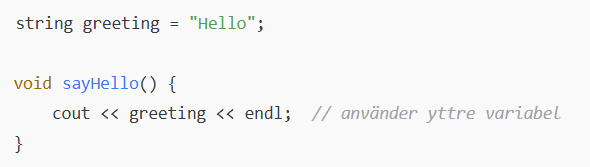 string greeting = "Hello";
void sayHello() {
cout << greeting << endl; // använder yttre variabel
}